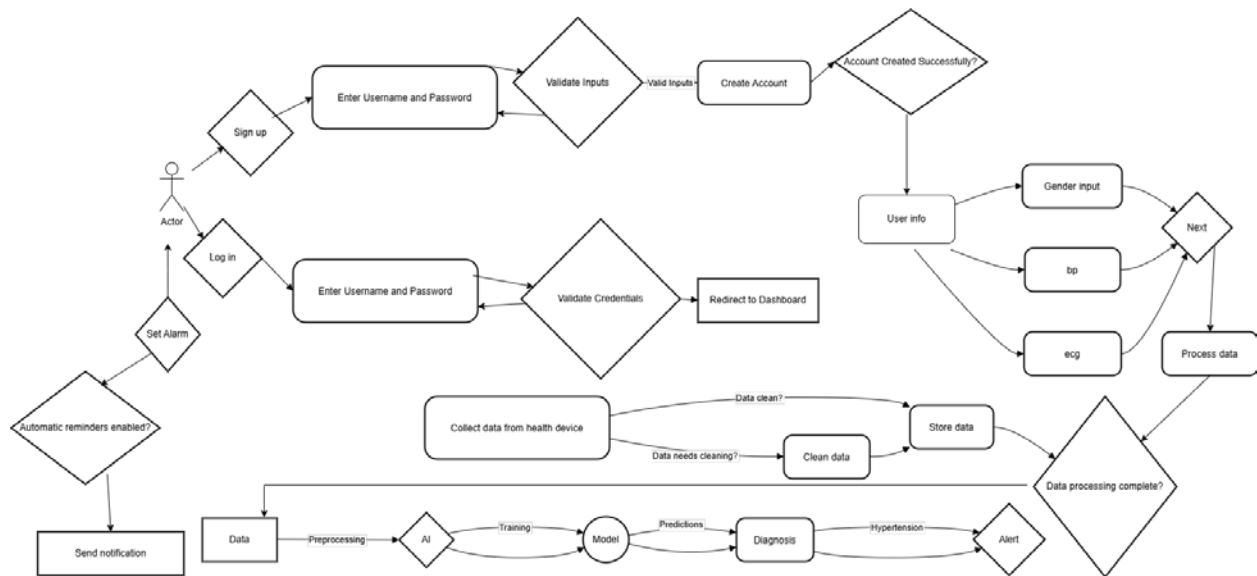 Account Created Successfully?
Validate Inputs
Valid Inputs
Create Account
Enter Username and Password
Sign up
Actor
Gender input
User info
Next
Log in
bp
Enter Username and Password
Validate Credentials
Redirect to Dashboard
Set Alarm
ecg
Process data
Data clean?
Automatic reminders enabled?
Collect data from health device
Store data
Data needs cleaning?
Clean data
Data processing complete?
Send notification
Data
Preprocessing
AI
Training
Model
Predictions
Diagnosis
Hypertension
Alert